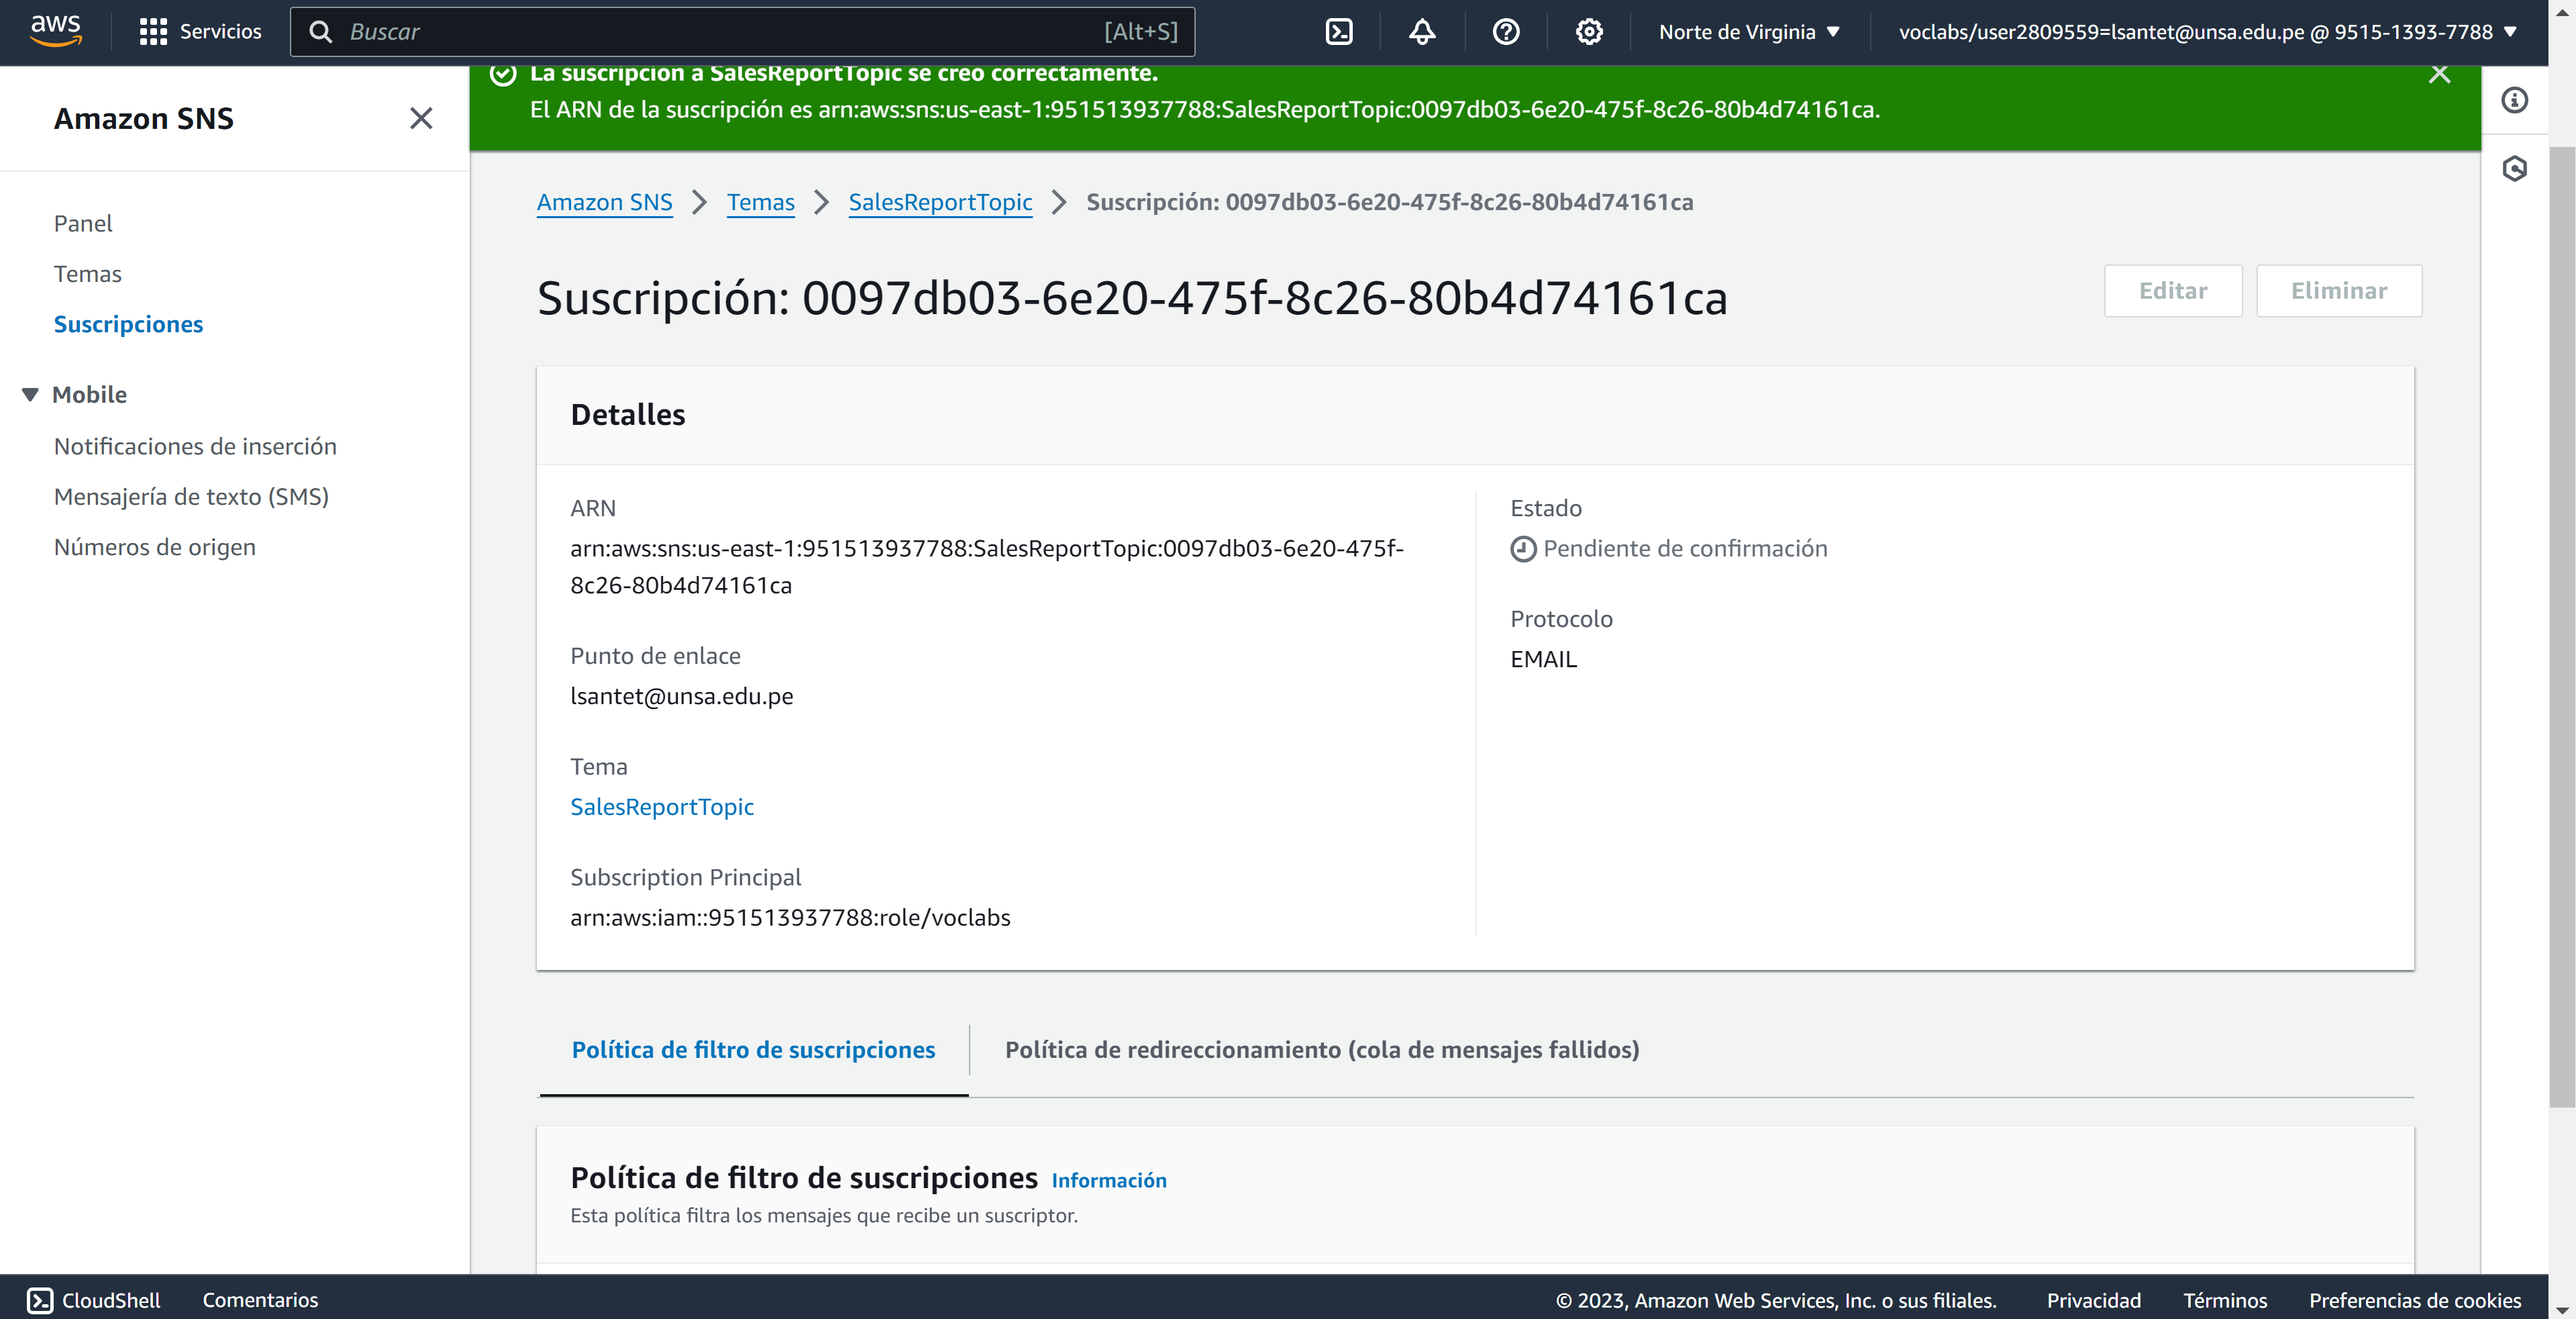 aws
Servicios
Buscar
[Alt+S]
Norte de Virginia
voclabs/user2809559=lsantet@unsa.edu.pe @ 9515-1393-7788
Amazon SNS
Panel
Temas
Suscripciones
Mobile
Notificaciones de inserción
Mensajería de texto (SMS)
Números de origen
La suscripción a SalesReportTopic se creó correctamente.
El ARN de la suscripción es arn:aws:sns:us-east-1:951513937788:SalesReportTopic:0097db03-6e20-475f-8c26-80b4d74161ca.
Amazon SNS > Temas > SalesReportTopic > Suscripción: 0097db03-6e20-475f-8c26-80b4d74161ca
Suscripción: 0097db03-6e20-475f-8c26-80b4d74161ca
Editar
Eliminar
Detalles
ARN
arn:aws:sns:us-east-1:951513937788:SalesReportTopic:0097db03-6e20-475f-
8c26-80b4d74161ca
Punto de enlace
lsantet@unsa.edu.pe
Tema
SalesReportTopic
Subscription Principal
arn:aws:iam::951513937788:role/voclabs
Estado
Pendiente de confirmación
Protocolo
EMAIL
Política de filtro de suscripciones
Política de redireccionamiento (cola de mensajes fallidos)
Política de filtro de suscripciones Información
Esta política filtra los mensajes que recibe un suscriptor.
CloudShell
Comentarios
© 2023, Amazon Web Services, Inc. o sus filiales.
Privacidad
Términos
Preferencias de cookies